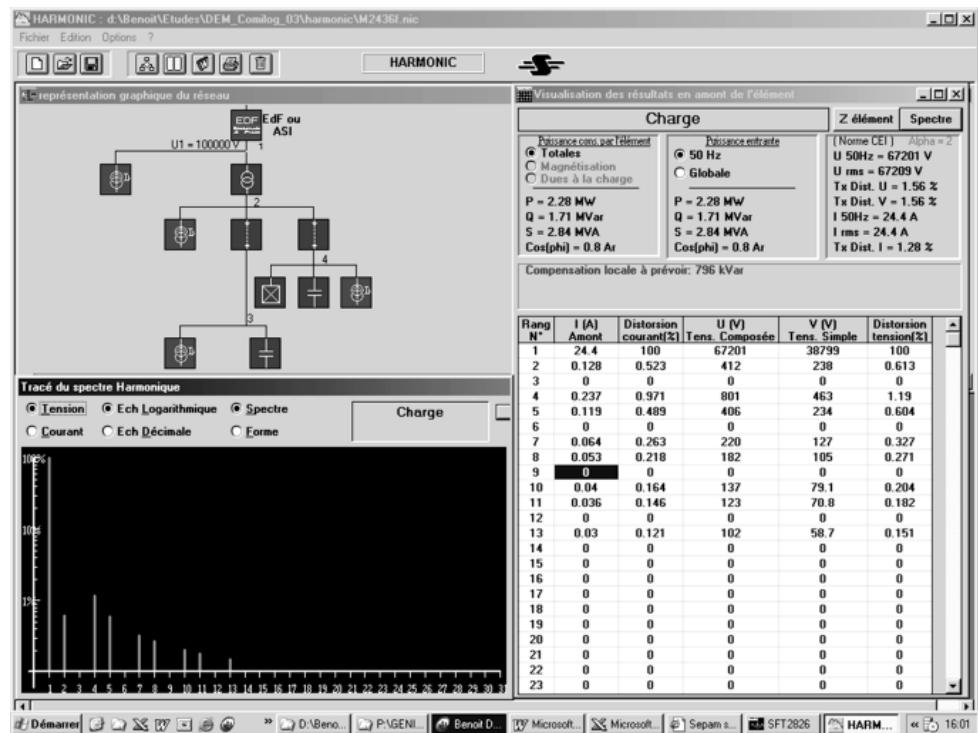 HARMONIC : d:\Benoit\Etudes\DEM_Comilog_03\harmonic\M2436I.nic
Fichier Edition Options ?
HARMONIC
représentation graphique du réseau
EDF EdF ou
ASI
U1 = 100000 V 1
2
4
3
Visualisation des résultats en amont de l'élément
Charge
Z élément Spectre
Puissance cons. par l'élément
Totales
Magnétisation
Dues à la charge
P = 2.28 MW
Q = 1.71 MVar
S = 2.84 MVA
Cos(phi) = 0.8 Ar
Puissance entrante
50 Hz
Globale
P = 2.28 MW
Q = 1.71 MVar
S = 2.84 MVA
Cos(phi) = 0.8 Ar
(Norme CEI) Alpha = 2
U 50Hz = 67201 V
U rms = 67209 V
Tx Dist. U = 1.56 %
Tx Dist. V = 1.56 %
I 50Hz = 24.4 A
I rms = 24.4 A
Tx Dist. I = 1.28 %
Compensation locale à prévoir: 796 kVar
Rang I (A) Distorsion U (V) V (V) Distorsion
N° Amont courant(%) Tens. Composée Tens. Simple tension(%)
1 24.4 100 67201 38799 100
2 0.128 0.523 412 238 0.613
3 0 0 0 0 0
4 0.237 0.971 801 463 1.19
5 0.119 0.489 406 234 0.604
6 0 0 0 0 0
7 0.064 0.263 220 127 0.327
8 0.053 0.218 182 105 0.271
9 0 0 0 0 0
10 0.04 0.164 137 79.1 0.204
11 0.036 0.146 123 70.8 0.182
12 0 0 0 0 0
13 0.03 0.121 102 58.7 0.151
14 0 0 0 0 0
15 0 0 0 0 0
16 0 0 0 0 0
17 0 0 0 0 0
18 0 0 0 0 0
19 0 0 0 0 0
20 0 0 0 0 0
21 0 0 0 0 0
22 0 0 0 0 0
23 0 0 0 0 0
Tracé du spectre Harmonique
Tension Ech Logarithmique Spectre
Courant Ech Décimale Forme
Charge
100%
10%
1%
1 2 3 4 5 6 7 8 9 10 11 12 13 14 15 16 17 18 19 20 21 22 23 24 25 26 27 28 29 30 31
Démarrer » D:\Beno... P:\GENI... Benoit D... Microsoft... Microsoft... Sepam s... SFT2826 HARM... « 16:01